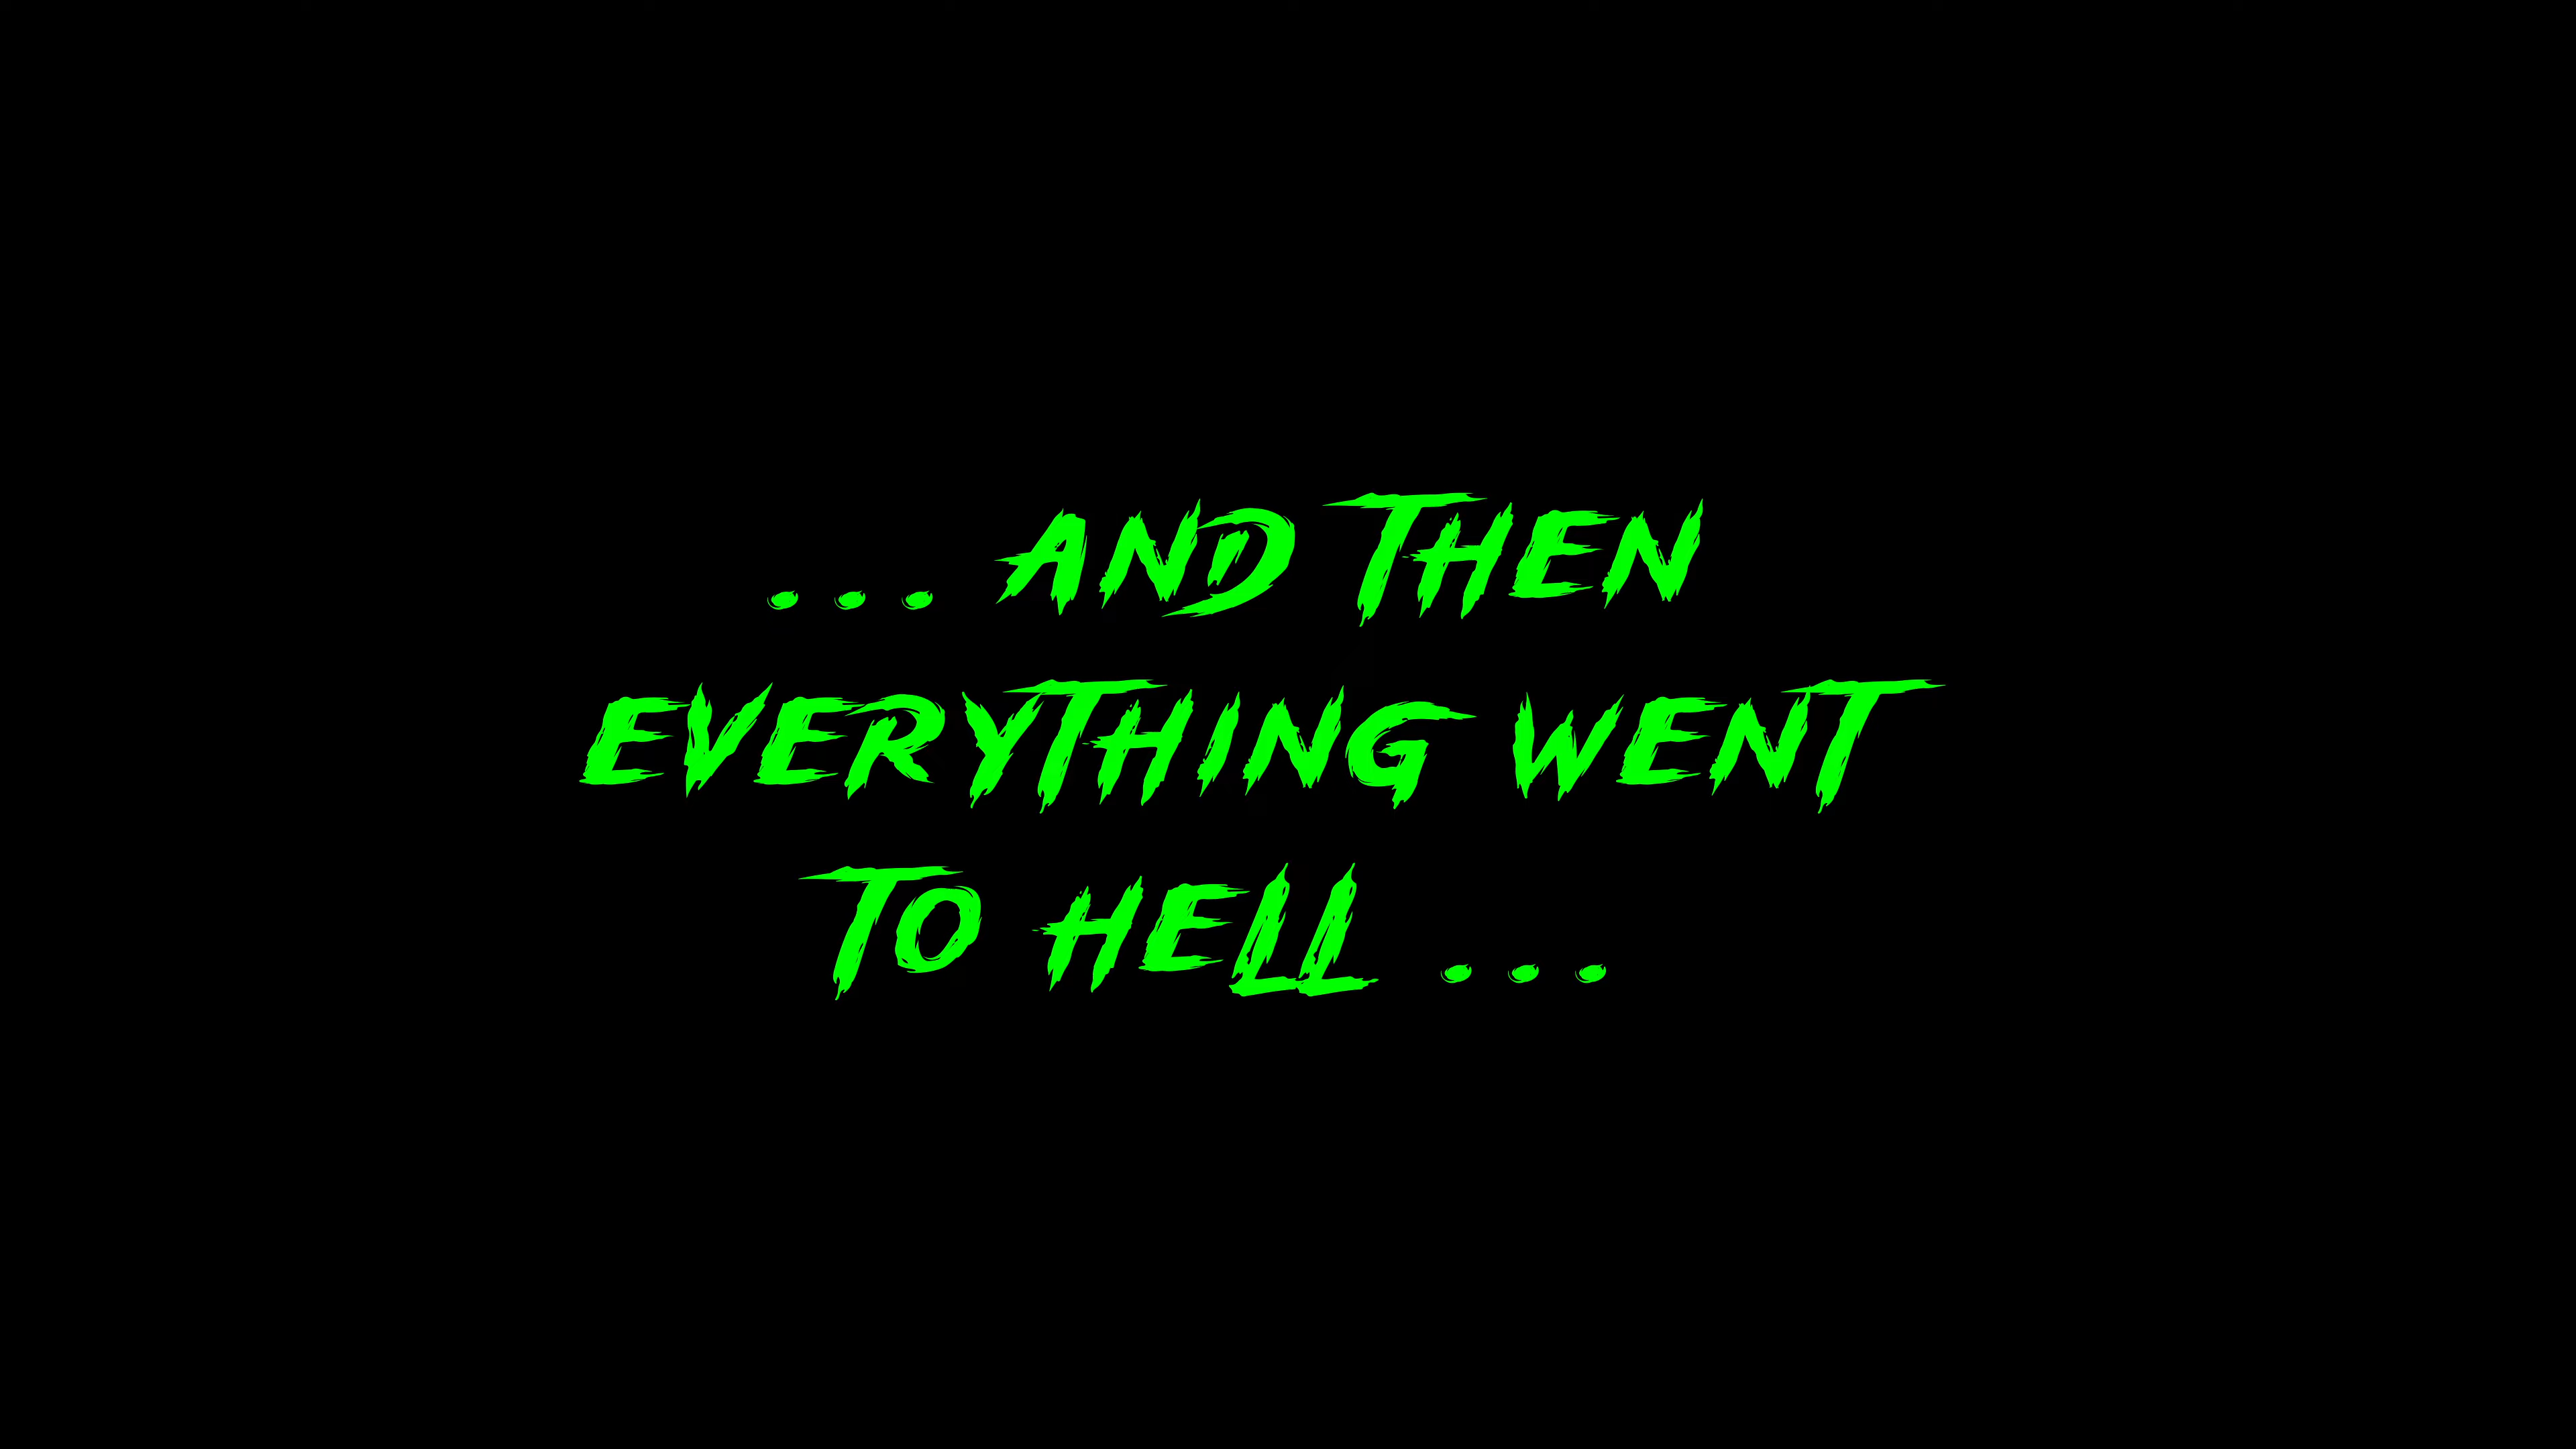 ... AND THEN
EVERYTHING WENT
TO HELL ...